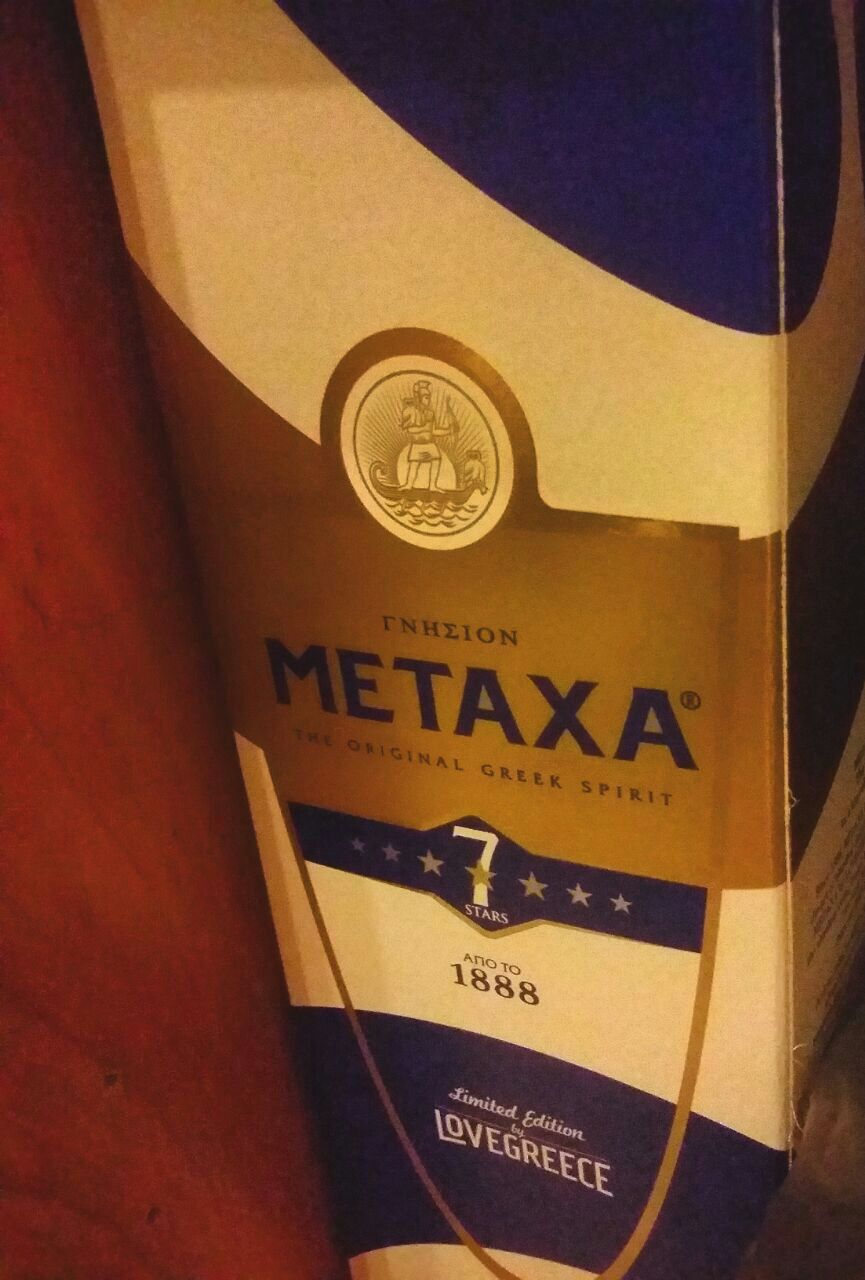 ΓΝΗΣΙΟΝ
METAXA®
THE ORIGINAL GREEK SPIRIT
7
STARS
ΑΠΟ ΤΟ
1888
Limited Edition
by
LOVEGREECE